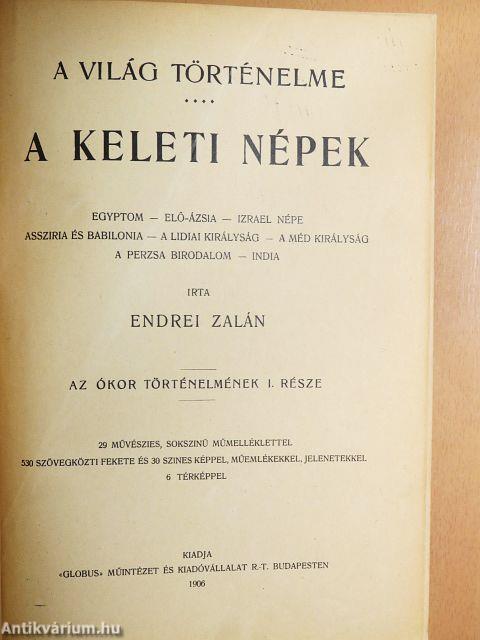 A VILÁG TÖRTÉNELME
A KELETI NÉPEK
EGYPTOM — ELŐ-ÁZSIA — IZRAEL NÉPE
ASSZIRIA ÉS BABILONIA — A LIDIAI KIRÁLYSÁG — A MÉD KIRÁLYSÁG
A PERZSA BIRODALOM — INDIA
IRTA
ENDREI ZALÁN
AZ ÓKOR TÖRTÉNELMÉNEK I. RÉSZE
29 MŰVÉSZIES, SOKSZINŰ MŰMELLÉKLETTEL
530 SZÖVEGKÖZTI FEKETE ÉS 30 SZINES KÉPPEL, MŰEMLÉKEKKEL, JELENETEKKEL
6 TÉRKÉPPEL
KIADJA
«GLOBUS» MŰINTÉZET ÉS KIADÓVÁLLALAT R.-T. BUDAPESTEN
1906
Antikvárium.hu